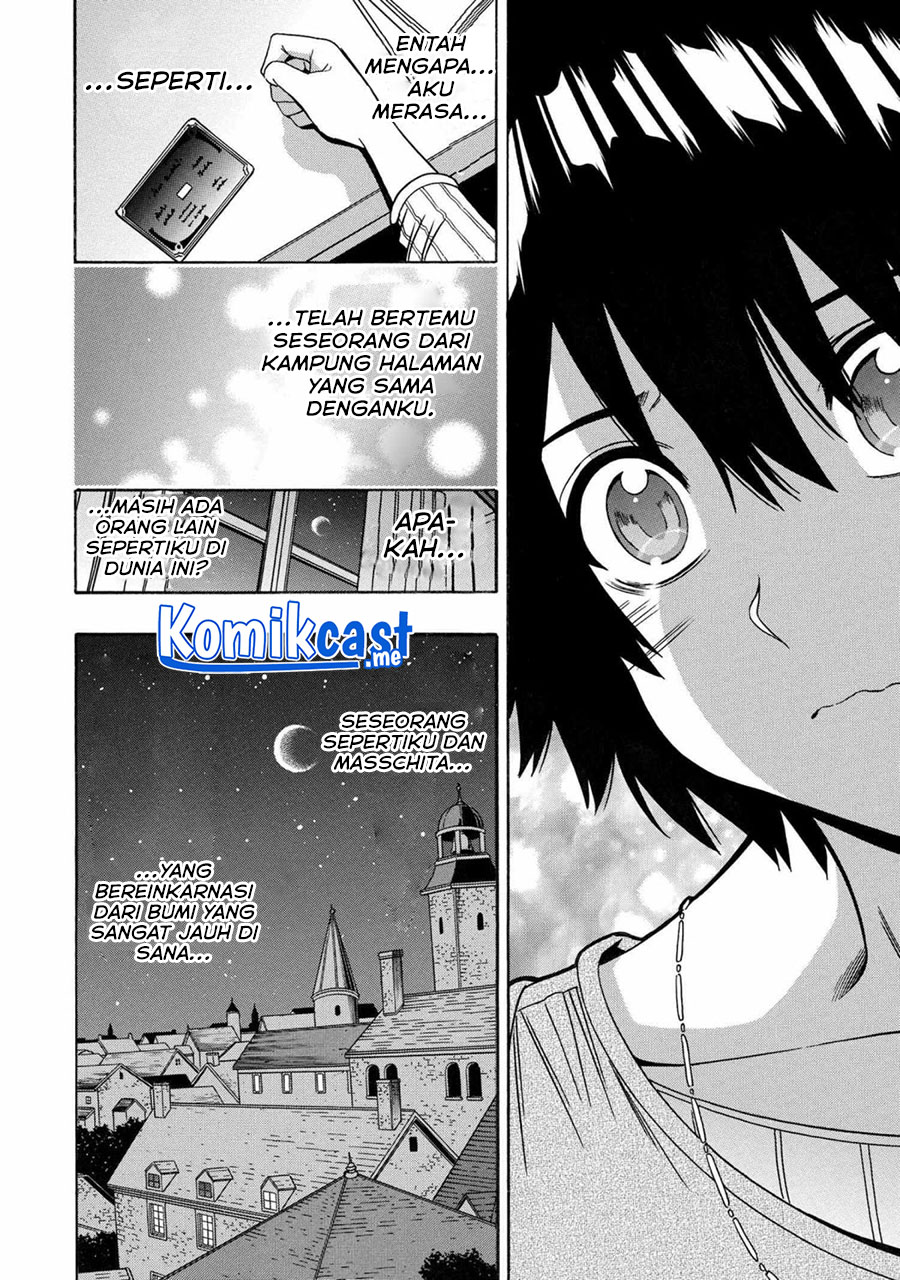 ENTAH
MENGAPA...
AKU
MERASA...
...SEPERTI...
...TELAH BERTEMU
SESEORANG DARI
KAMPUNG HALAMAN
YANG SAMA
DENGANKU.
APA-
KAH...
...MASIH ADA
ORANG LAIN
SEPERTIKU DI
DUNIA INI?
Komikcast
.me
SESEORANG
SEPERTIKU DAN
MASSCHITA...
...YANG
BEREINKARNASI
DARI BUMI YANG
SANGAT JAUH DI
SANA...